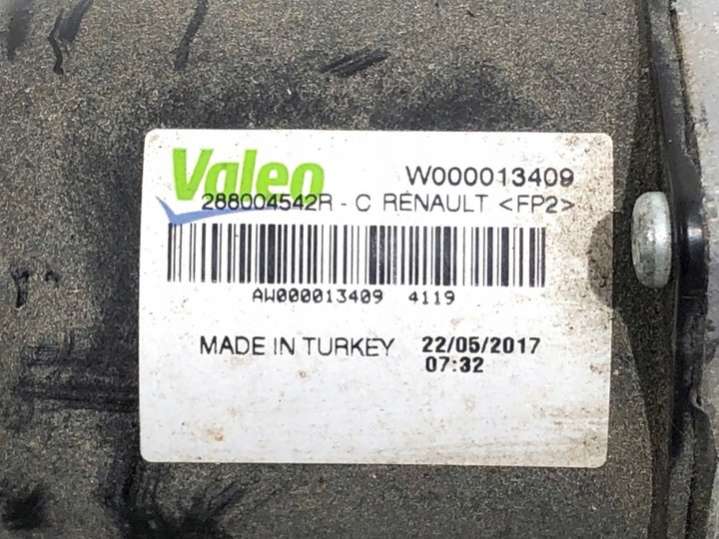 Valeo W000013409
288004542R - C RENAULT <FP2>
AW000013409 4119
MADE IN TURKEY 22/05/2017
07:32